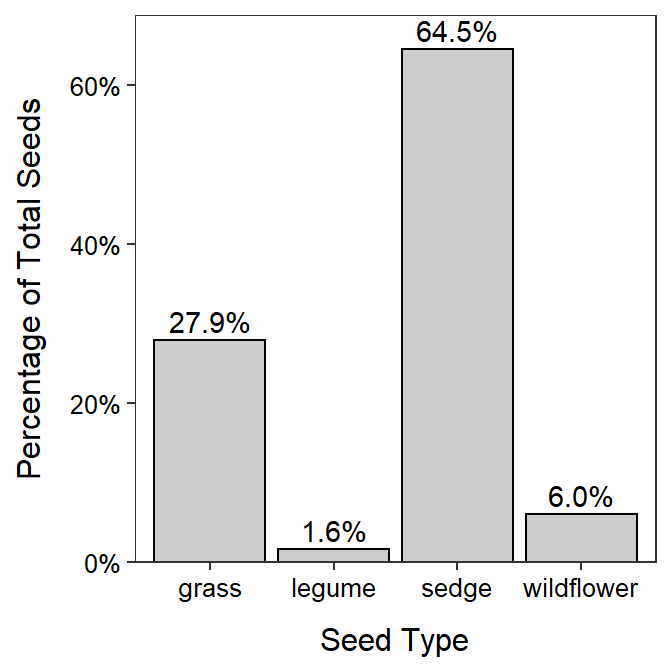 64.5%
60%
Percentage of Total Seeds
40%
27.9%
20%
6.0%
1.6%
0%
grass legume sedge wildflower
Seed Type